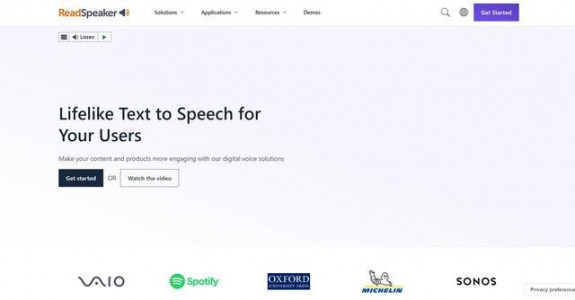 ReadSpeaker
Solutions
Applications
Resources
Demos
Get Started
Listen
Lifelike Text to Speech for
Your Users
Make your content and products more engaging with our digital voice solutions
Get started
OR
Watch the video
VAIO
Spotify
OXFORD
UNIVERSITY PRESS
MICHELIN
SONOS
Privacy preference